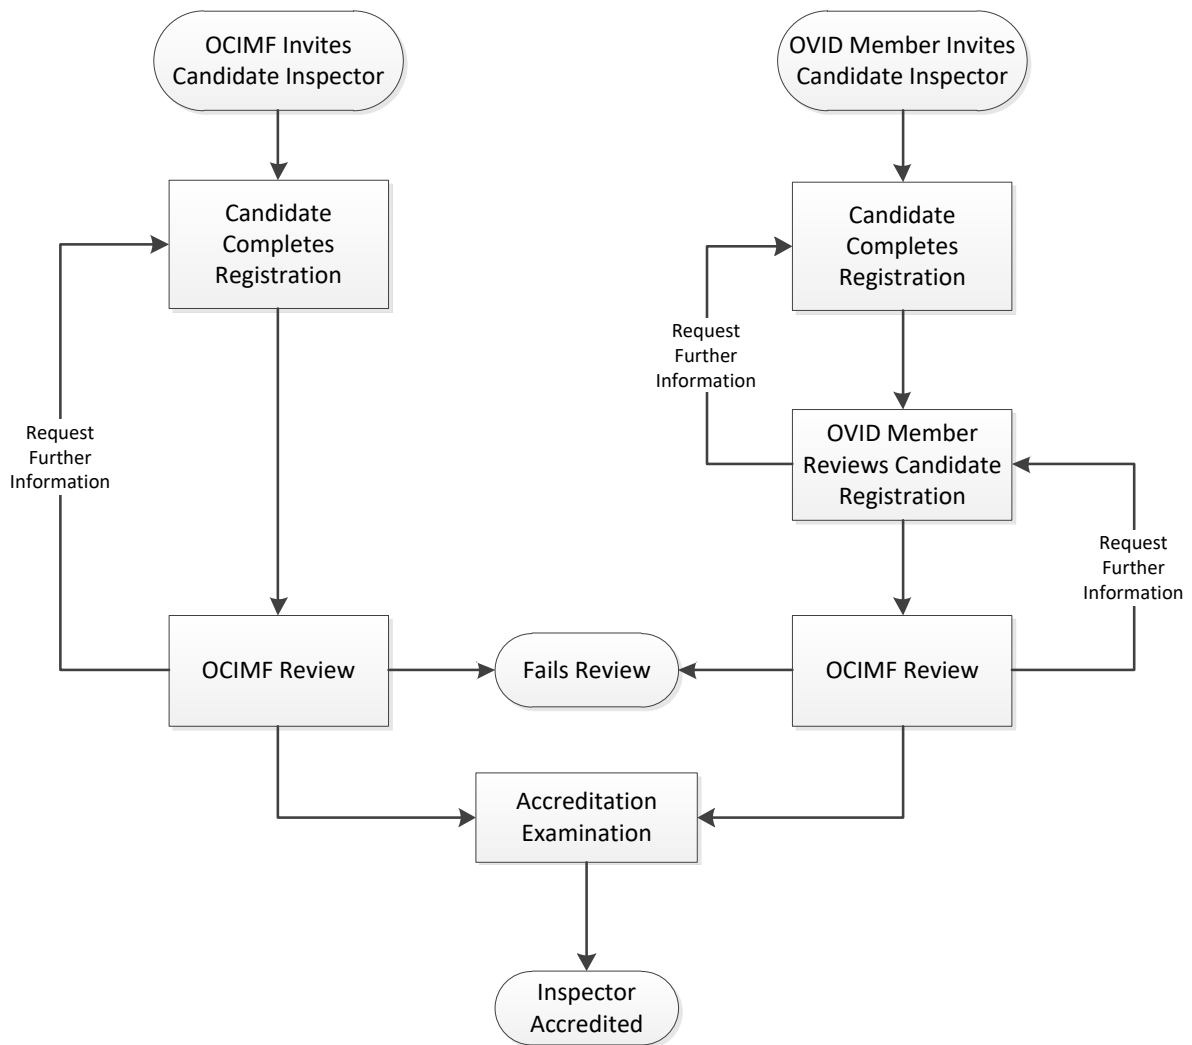 OCIMF Invites
Candidate Inspector
OVID Member Invites
Candidate Inspector
Candidate
Completes
Registration
Candidate
Completes
Registration
Request
Further
Information
Request
Further
Information
OVID Member
Reviews Candidate
Registration
Request
Further
Information
OCIMF Review
Fails Review
OCIMF Review
Accreditation
Examination
Inspector
Accredited